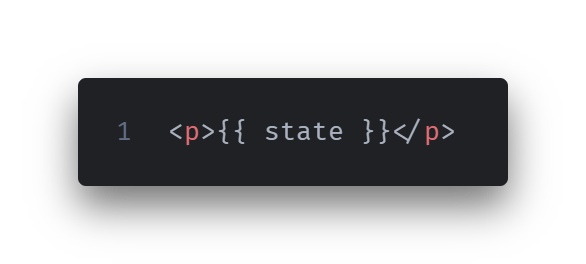 1 <p>{{ state }}</p>